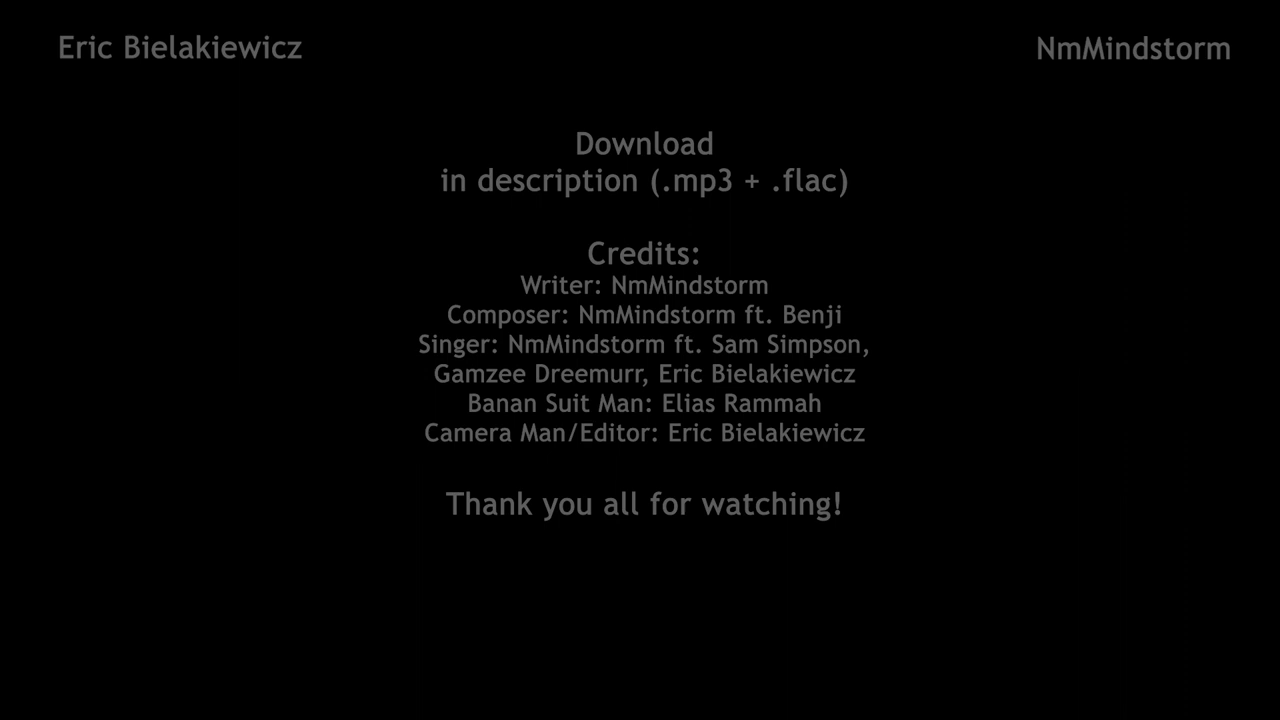 Eric Bielakiewicz
NmMindstorm
Download
in description (.mp3 + .flac)
Credits:
Writer: NmMindstorm
Composer: NmMindstorm ft. Benji
Singer: NmMindstorm ft. Sam Simpson,
Gamzee Dreemurr, Eric Bielakiewicz
Banan Suit Man: Elias Rammah
Camera Man/Editor: Eric Bielakiewicz
Thank you all for watching!